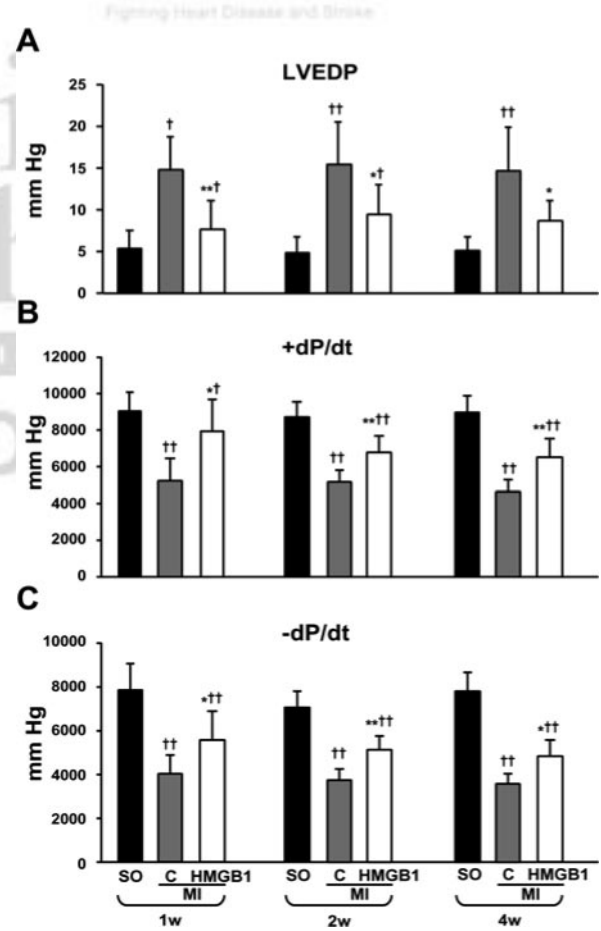 Fighting Heart Disease and Stroke
A
LVEDP
25
20
15
10
5
0
mm Hg
†
**†
††
*†
††
*
B
+dP/dt
12000
10000
8000
6000
4000
2000
0
mm Hg
††
*†
††
**††
††
**††
C
-dP/dt
10000
8000
6000
4000
2000
0
mm Hg
††
*††
††
**††
††
*††
SO C HMGB1 SO C HMGB1 SO C HMGB1
MI MI MI
1w 2w 4w